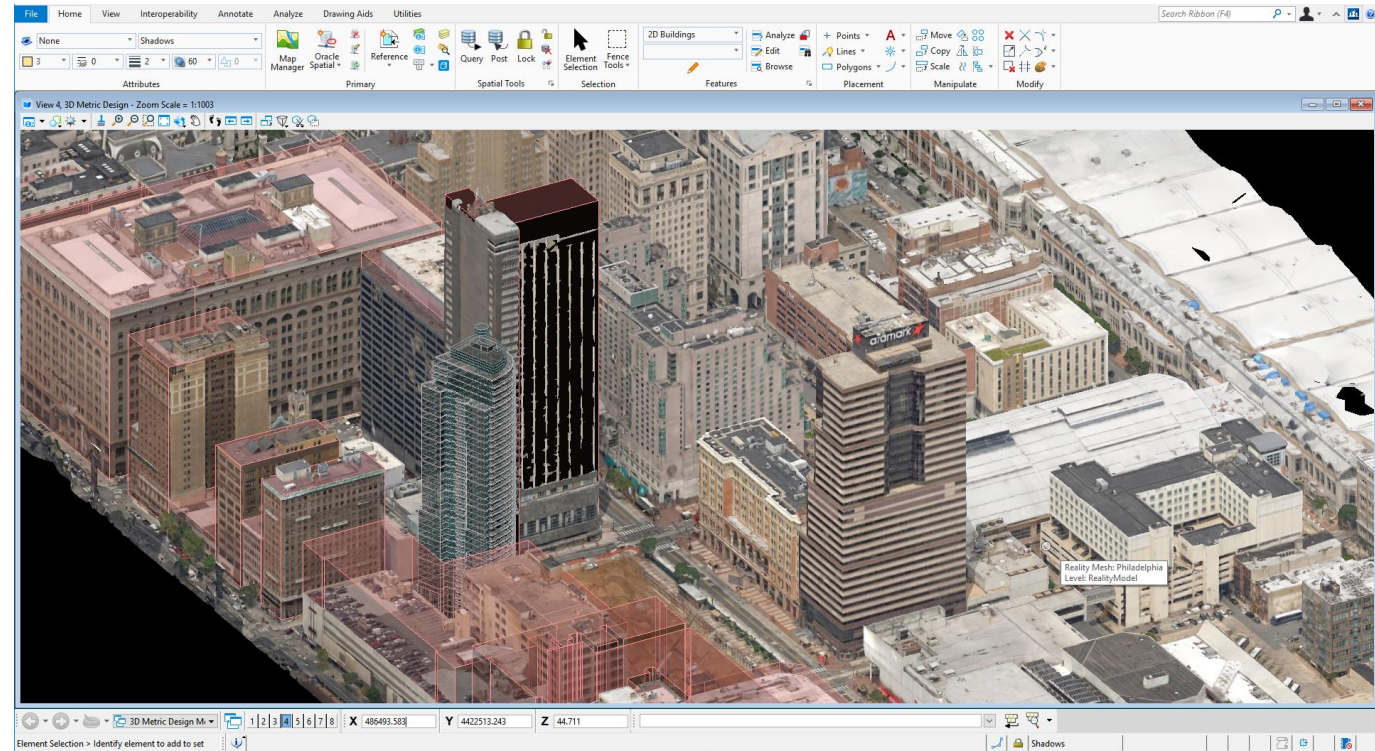 File Home View Interoperability Annotate Analyze Drawing Aids Utilities Search Ribbon (F4)
None Shadows
3 0 2 60 0
Attributes
Map Manager
Oracle Spatial
Reference
Primary
Query Post Lock
Spatial Tools
Element Selection
Fence Tools
Selection
2D Buildings
Analyze
Edit
Browse
Features
+ Points
Lines
Polygons
A
Placement
Move
Copy
Scale
Manipulate
Modify
View 4, 3D Metric Design - Zoom Scale = 1:1003
aramark
Reality Mesh: Philadelphia
Level: RealityModel
3D Metric Design M 1 2 3 4 5 6 7 8 X 486493.583 Y 4422513.243 Z 44.711
Element Selection > Identify element to add to set Shadows